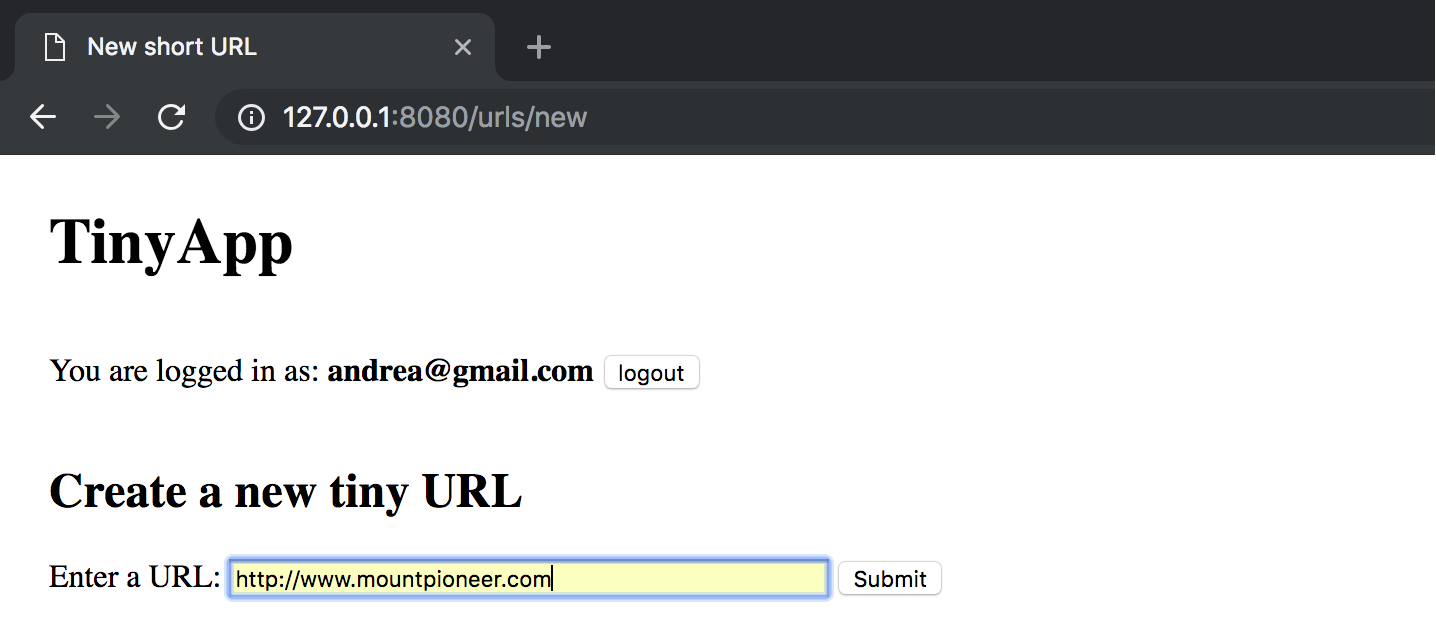 New short URL
127.0.0.1:8080/urls/new
TinyApp
You are logged in as: andrea@gmail.com logout
Create a new tiny URL
Enter a URL: http://www.mountpioneer.com Submit